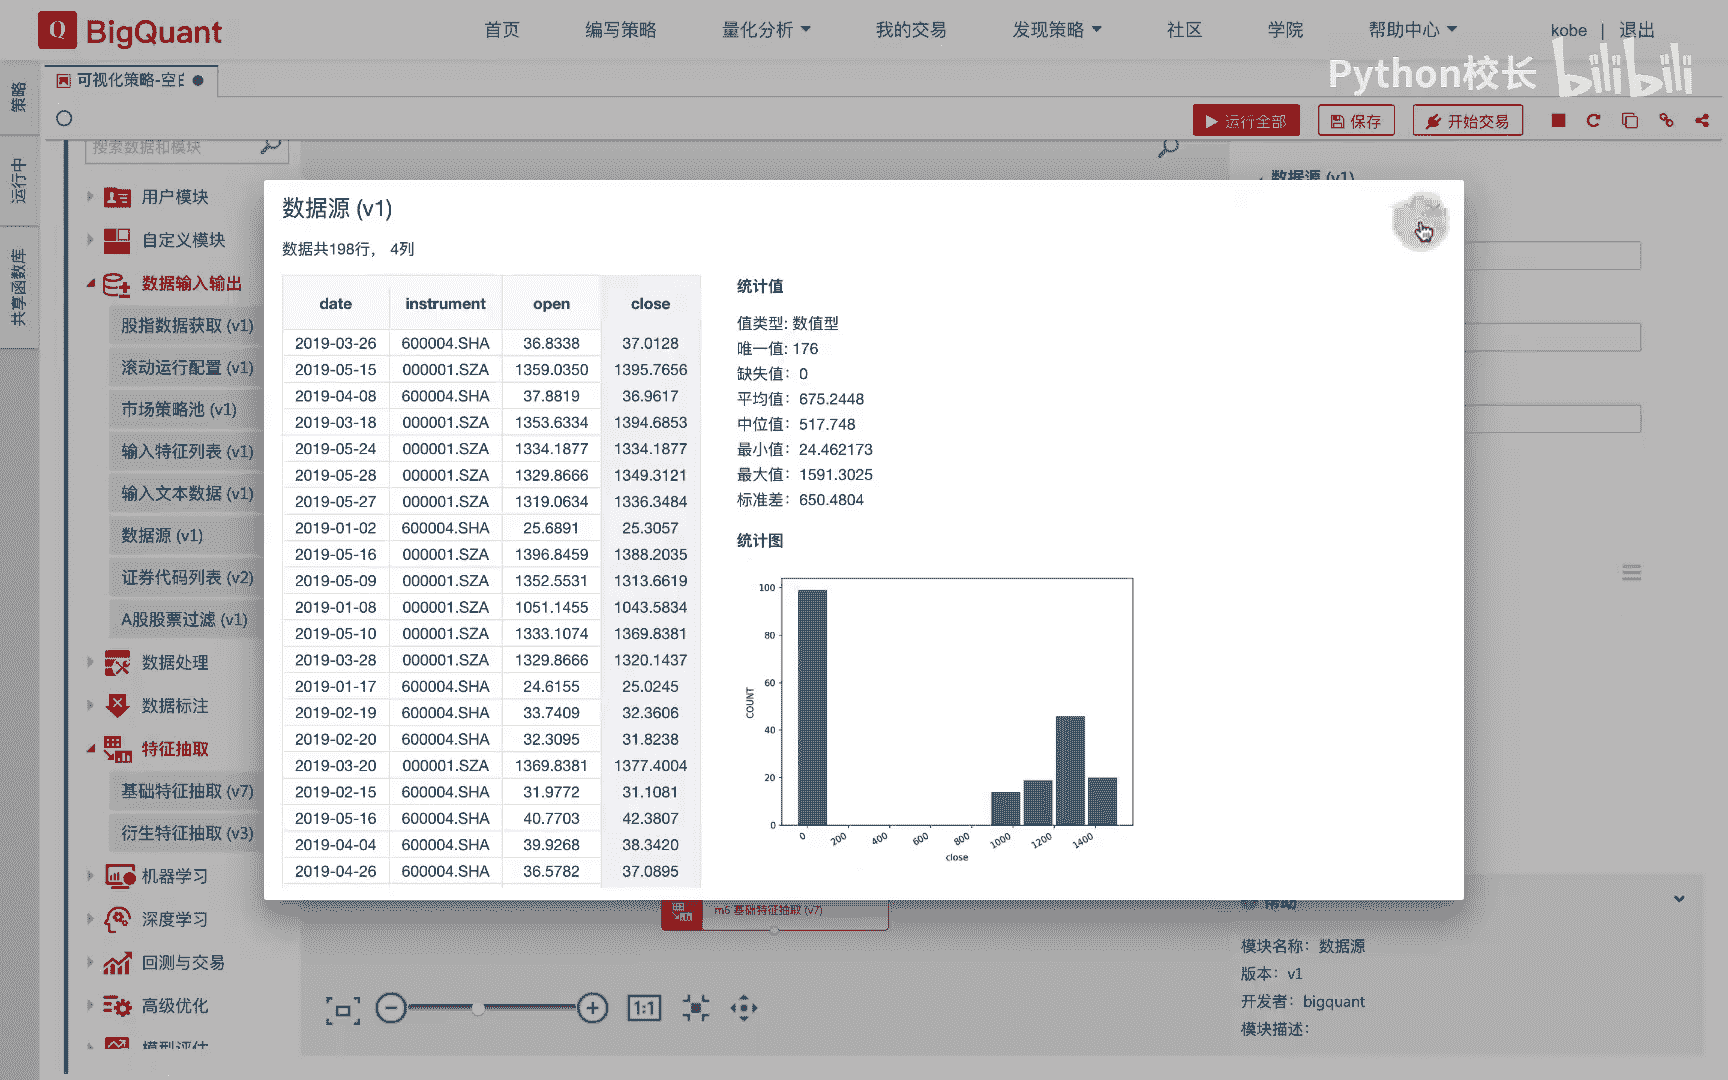 Q BigQuant
首页 编写策略 量化分析 我的交易 发现策略 社区 学院 帮助中心 kobe | 退出
Python校长 bilibili
可视化策略-空白
策略
运行中
共享函数库
运行全部 保存 开始交易
搜索数据和模块
用户模块
自定义模块
数据输入输出
股指数据获取 (v1)
滚动运行配置 (v1)
市场策略池 (v1)
输入特征列表 (v1)
输入文本数据 (v1)
数据源 (v1)
证券代码列表 (v2)
A股股票过滤 (v1)
数据处理
数据标注
特征抽取
基础特征抽取 (v7)
衍生特征抽取 (v3)
机器学习
深度学习
回测与交易
高级优化
模型评估
数据源 (v1)
数据源 (v1)
数据共198行， 4列
date instrument open close
2019-03-26 600004.SHA 36.8338 37.0128
2019-05-15 000001.SZA 1359.0350 1395.7656
2019-04-08 600004.SHA 37.8819 36.9617
2019-03-18 000001.SZA 1353.6334 1394.6853
2019-05-24 000001.SZA 1334.1877 1334.1877
2019-05-28 000001.SZA 1329.8666 1349.3121
2019-05-27 000001.SZA 1319.0634 1336.3484
2019-01-02 600004.SHA 25.6891 25.3057
2019-05-16 000001.SZA 1396.8459 1388.2035
2019-05-09 000001.SZA 1352.5531 1313.6619
2019-01-08 000001.SZA 1051.1455 1043.5834
2019-05-10 000001.SZA 1333.1074 1369.8381
2019-03-28 000001.SZA 1329.8666 1320.1437
2019-01-17 600004.SHA 24.6155 25.0245
2019-02-19 600004.SHA 33.7409 32.3606
2019-02-20 600004.SHA 32.3095 31.8238
2019-03-20 000001.SZA 1369.8381 1377.4004
2019-02-15 600004.SHA 31.9772 31.1081
2019-05-16 600004.SHA 40.7703 42.3807
2019-04-04 600004.SHA 39.9268 38.3420
2019-04-26 600004.SHA 36.5782 37.0895
统计值
值类型: 数值型
唯一值: 176
缺失值: 0
平均值: 675.2448
中位值: 517.748
最小值: 24.462173
最大值: 1591.3025
标准差: 650.4804
统计图
100
80
60
40
20
0
COUNT
0 200 400 600 800 1000 1200 1400
close
m6 基础特征抽取 (v7)
1:1
帮助
模块名称: 数据源
版本: v1
开发者: bigquant
模块描述: